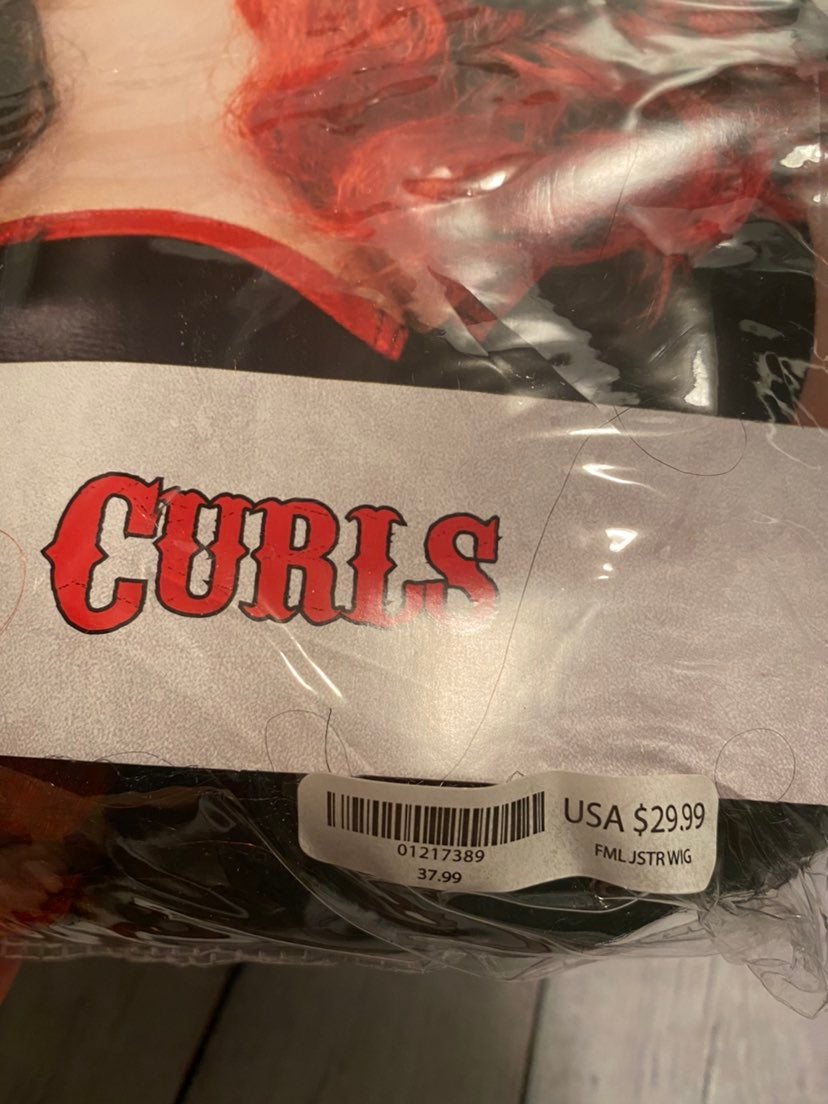 CURLS
USA $29.99
01217389
FML JSTR WIG
37.99